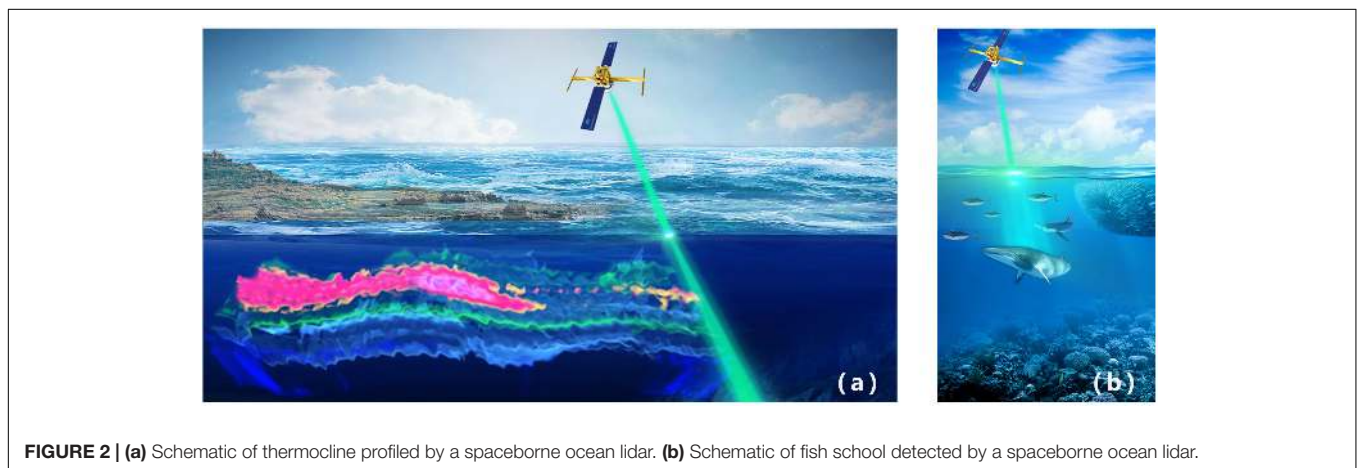 (a)
(b)
FIGURE 2 | (a) Schematic of thermocline profiled by a spaceborne ocean lidar. (b) Schematic of fish school detected by a spaceborne ocean lidar.